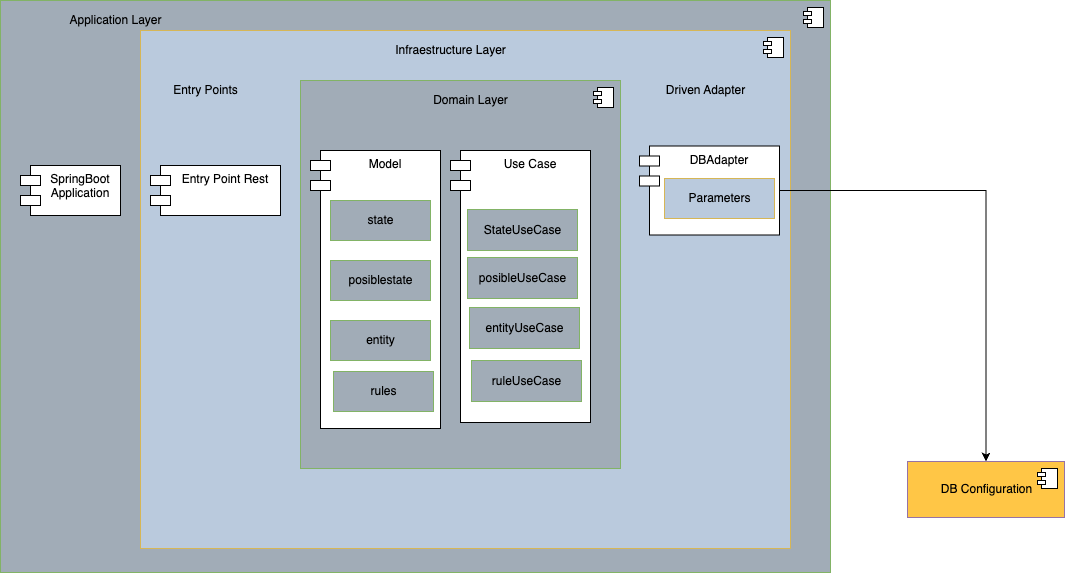 Application Layer
Infraestructure Layer
Entry Points
Domain Layer
Driven Adapter
SpringBoot
Application
Entry Point Rest
Model
state
posiblestate
entity
rules
Use Case
StateUseCase
posibleUseCase
entityUseCase
ruleUseCase
DBAdapter
Parameters
DB Configuration